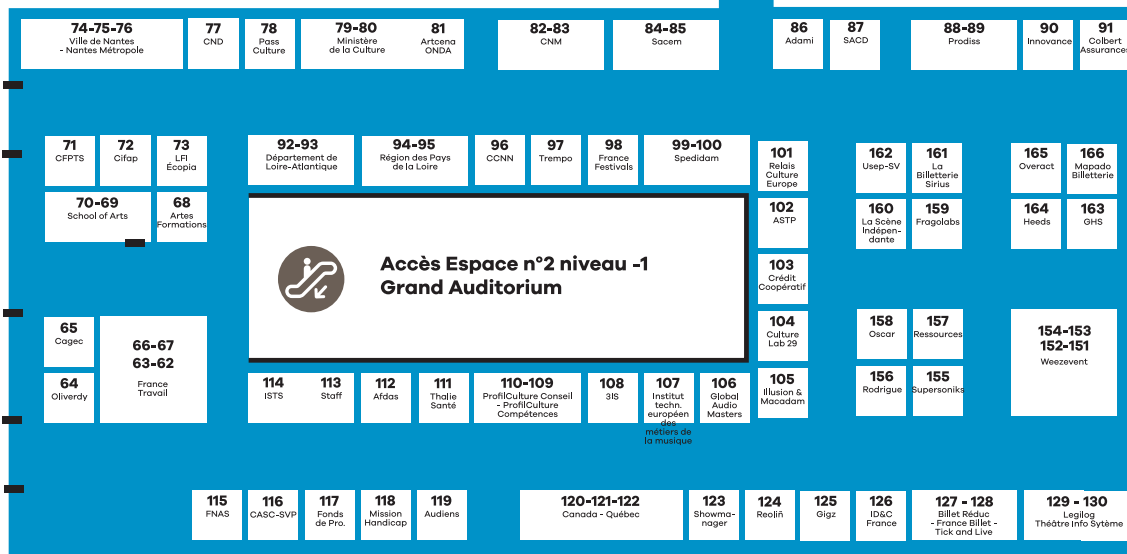 74-75-76
Ville de Nantes
- Nantes Métropole
77
CND
78
Pass
Culture
79-80
Ministère
de la Culture
81
Artcena
ONDA
82-83
CNM
84-85
Sacem
86
Adami
87
SACD
88-89
Prodiss
90
Innovance
91
Colbert
Assurances
71
CFPTS
72
Cifap
73
LFI
Écopia
92-93
Département de
Loire-Atlantique
94-95
Région des Pays
de la Loire
96
CCNN
97
Trempo
98
France
Festivals
99-100
Spedidam
101
Relais
Culture
Europe
162
Usep-SV
161
La
Billetterie
Sirius
165
Overact
166
Mapado
Billetterie
70-69
School of Arts
68
Artes
Formations
102
ASTP
160
La Scène
Indépen-
dante
159
Fragolabs
164
Heeds
163
GHS
Accès Espace n°2 niveau -1
Grand Auditorium
103
Crédit
Coopératif
65
Cagec
66-67
63-62
France
Travail
104
Culture
Lab 29
158
Oscar
157
Ressources
154-153
152-151
Weezevent
64
Oliverdy
114
ISTS
113
Staff
112
Afdas
111
Thalie
Santé
110-109
ProfilCulture Conseil
- ProfilCulture
Compétences
108
3IS
107
Institut
techn.
européen
des
métiers de
la musique
106
Global
Audio
Masters
105
Illusion &
Macadam
156
Rodrigue
155
Supersoniks
115
FNAS
116
CASC-SVP
117
Fonds
de Pro.
118
Mission
Handicap
119
Audiens
120-121-122
Canada - Québec
123
Showma-
nager
124
Reolin̈
125
Gigz
126
ID&C
France
127 - 128
Billet Réduc
- France Billet -
Tick and Live
129 - 130
Legilog
Théâtre Info Sytème